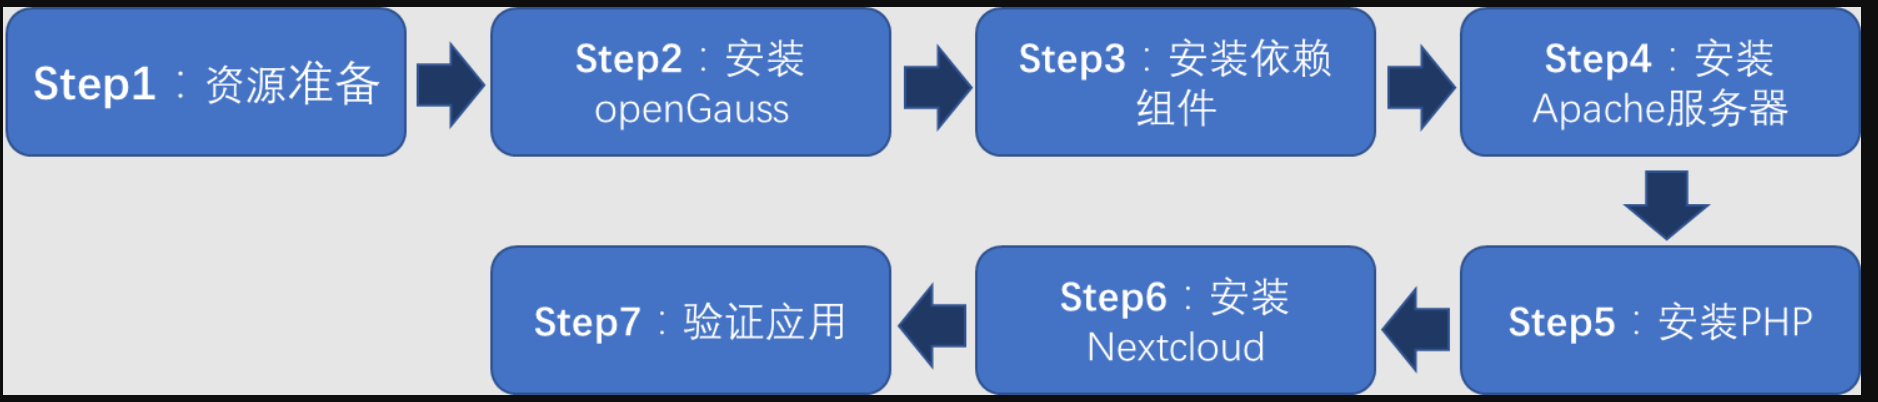 Step1：资源准备
Step2：安装
openGauss
Step3：安装依赖
组件
Step4：安装
Apache服务器
Step5：安装PHP
Step6：安装
Nextcloud
Step7：验证应用